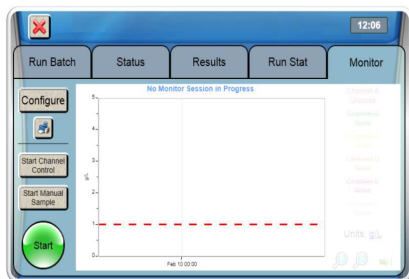 12:06
Run Batch
Status
Results
Run Stat
Monitor
Configure
No Monitor Session in Progress
5
4
3
2
1
0
g/L
Feb 10 00:00
Start Channel
Control
Start Manual
Sample
Start
Units: g/L